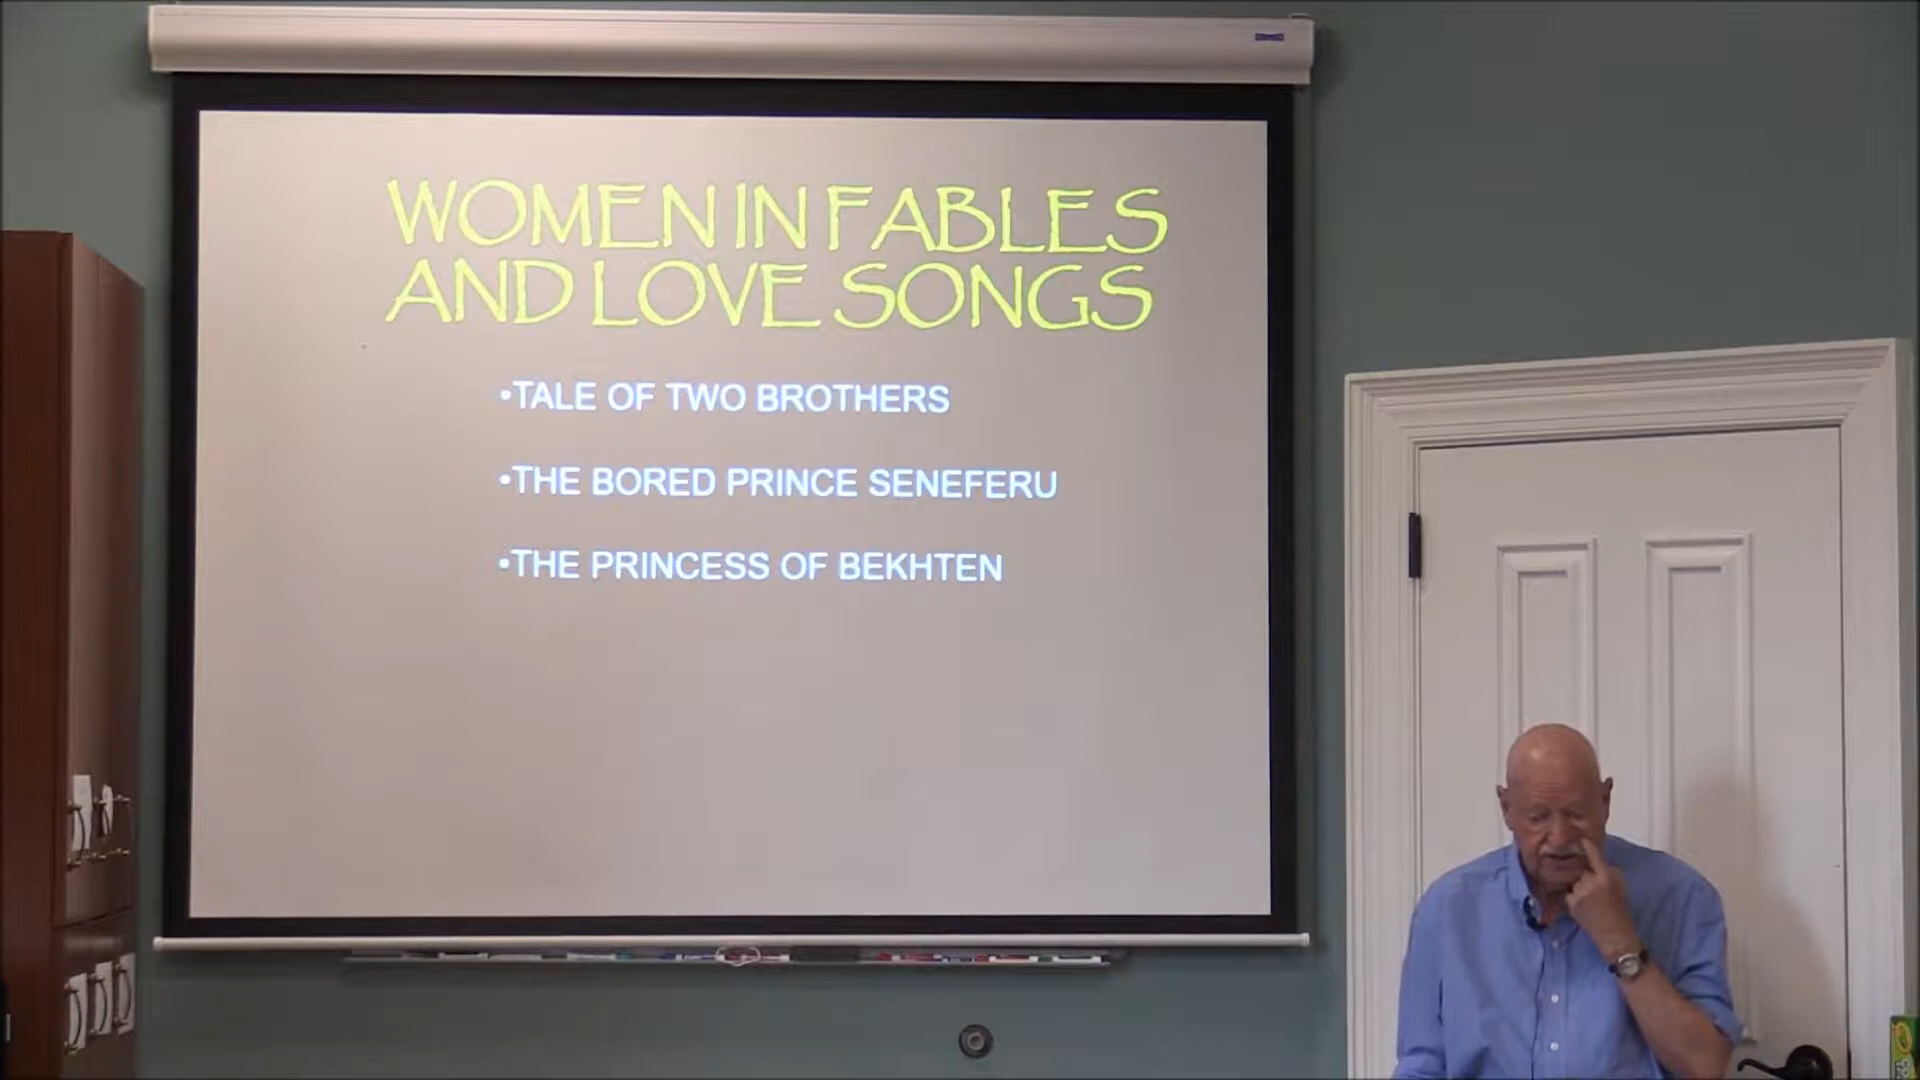 WOMEN IN FABLES
AND LOVE SONGS
•TALE OF TWO BROTHERS
•THE BORED PRINCE SENEFERU
•THE PRINCESS OF BEKHTEN